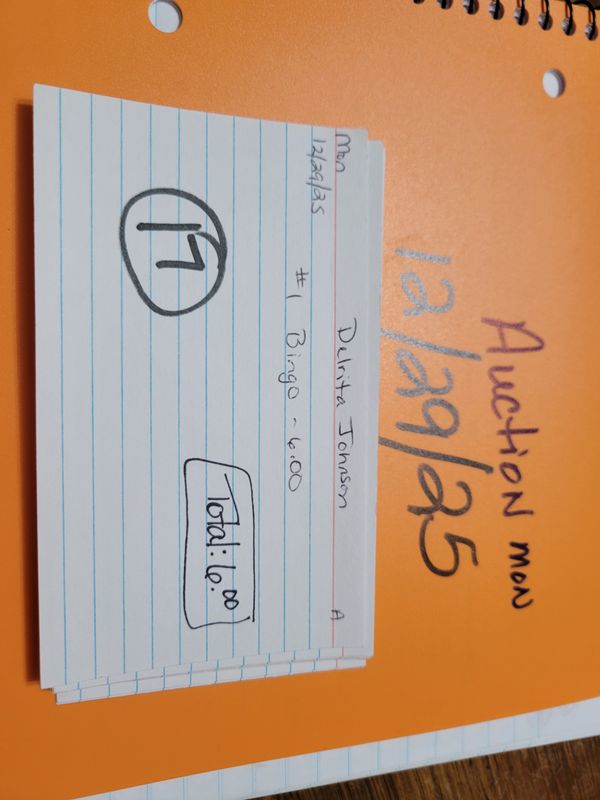 Auction mon
12/29/25
Mon
12/29/25
Delrita Johnson
A
#1 Bingo - 6.00
17
Total: 6.00